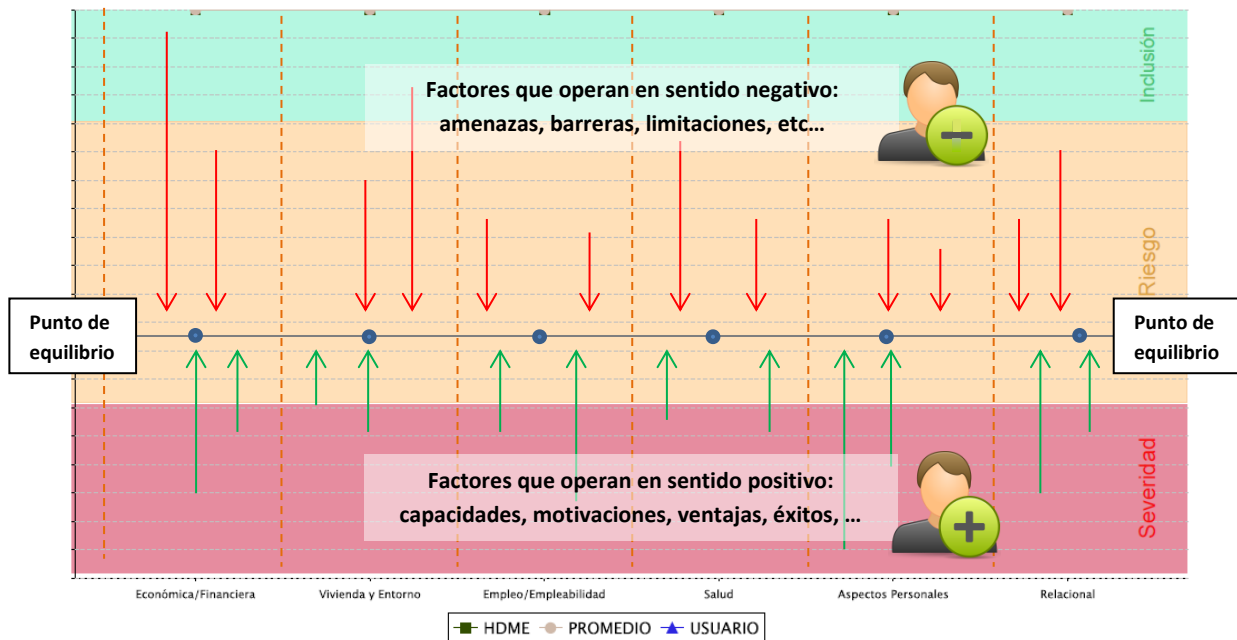 Inclusión
Factores que operan en sentido negativo:
amenazas, barreras, limitaciones, etc…
Riesgo
Punto de
equilibrio
Punto de
equilibrio
Severidad
Factores que operan en sentido positivo:
capacidades, motivaciones, ventajas, éxitos, …
Económica/Financiera
Vivienda y Entorno
Empleo/Empleabilidad
Salud
Aspectos Personales
Relacional
HDME
PROMEDIO
USUARIO